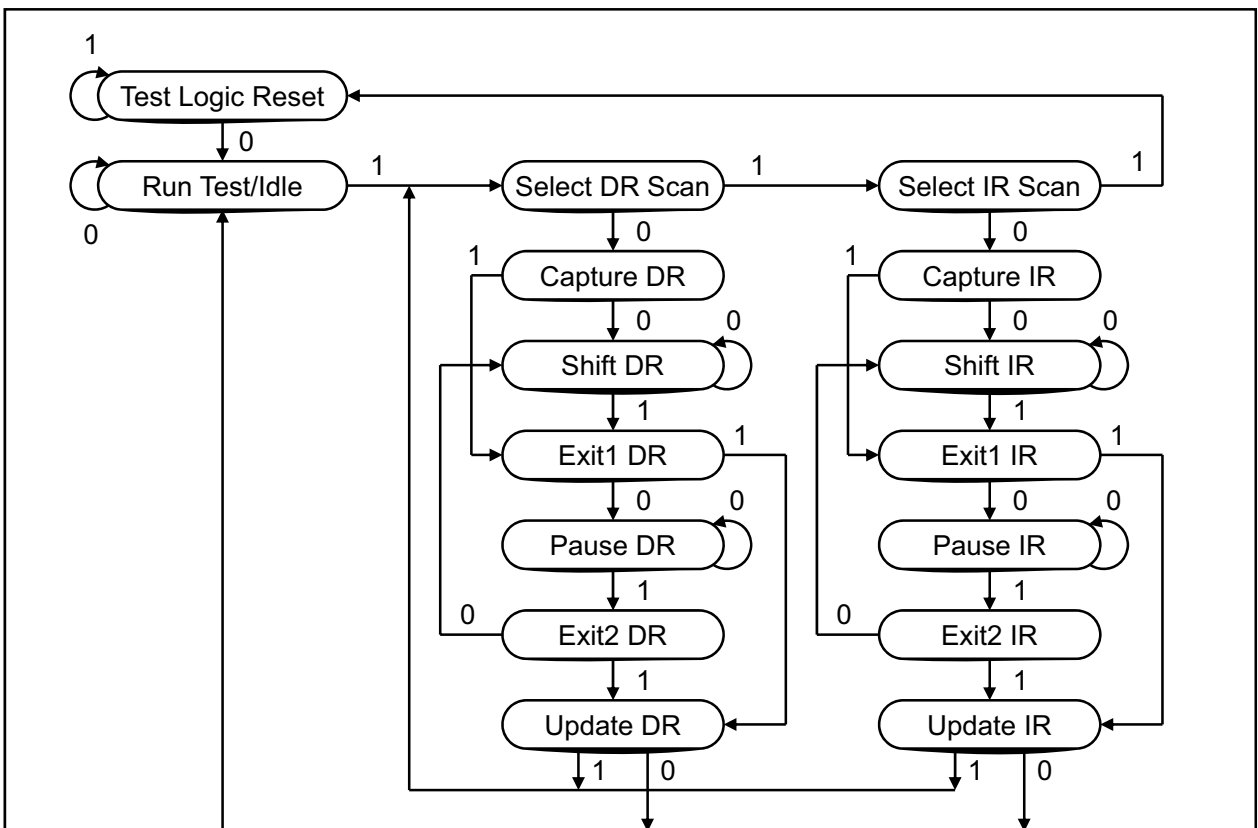 1
Test Logic Reset
0
Run Test/Idle
0
1
Select DR Scan
1
Select IR Scan
1
0
0
1
Capture DR
1
Capture IR
0
0
0
0
Shift DR
Shift IR
1
1
Exit1 DR
1
Exit1 IR
1
0
0
0
0
Pause DR
Pause IR
1
1
0
Exit2 DR
0
Exit2 IR
1
1
Update DR
Update IR
1
0
1
0